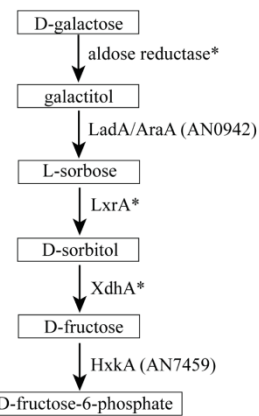 D-galactose
aldose reductase*
galactitol
LadA/AraA (AN0942)
L-sorbose
LxrA*
D-sorbitol
XdhA*
D-fructose
HxkA (AN7459)
D-fructose-6-phosphate